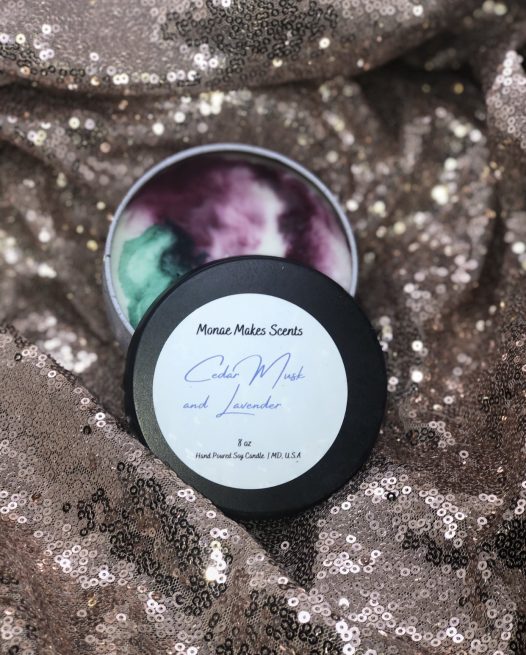 Monae Makes Scents
Cedar Musk
and Lavender
8 oz
Hand Poured Soy Candle | MD, U.S.A